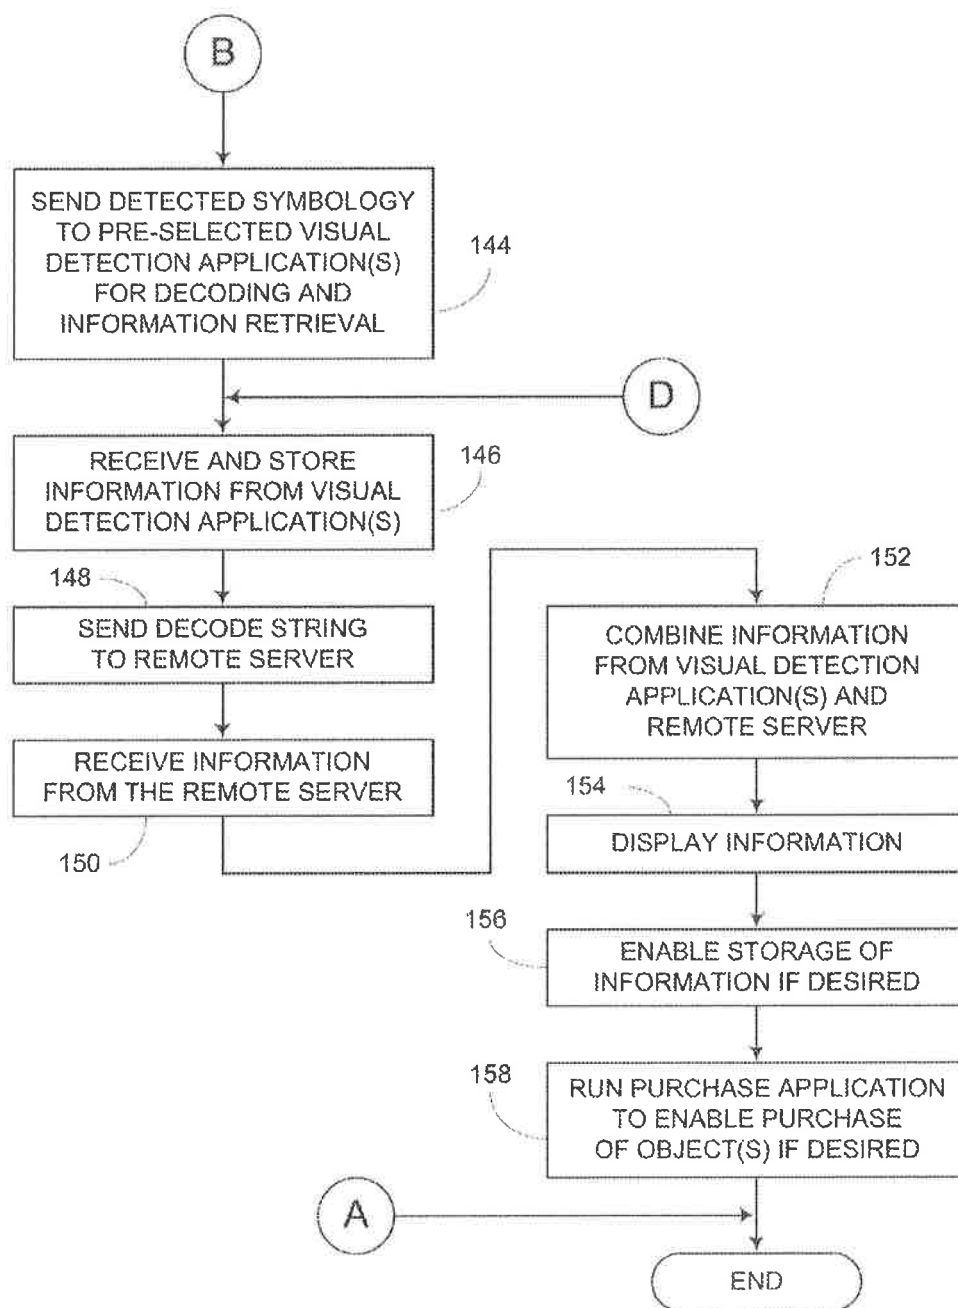 B
SEND DETECTED SYMBOLOGY
TO PRE-SELECTED VISUAL
DETECTION APPLICATION(S)
FOR DECODING AND
INFORMATION RETRIEVAL
144
D
RECEIVE AND STORE
INFORMATION FROM VISUAL
DETECTION APPLICATION(S)
146
148
SEND DECODE STRING
TO REMOTE SERVER
RECEIVE INFORMATION
FROM THE REMOTE SERVER
150
152
COMBINE INFORMATION
FROM VISUAL DETECTION
APPLICATION(S) AND
REMOTE SERVER
154
DISPLAY INFORMATION
156
ENABLE STORAGE OF
INFORMATION IF DESIRED
158
RUN PURCHASE APPLICATION
TO ENABLE PURCHASE
OF OBJECT(S) IF DESIRED
A
END